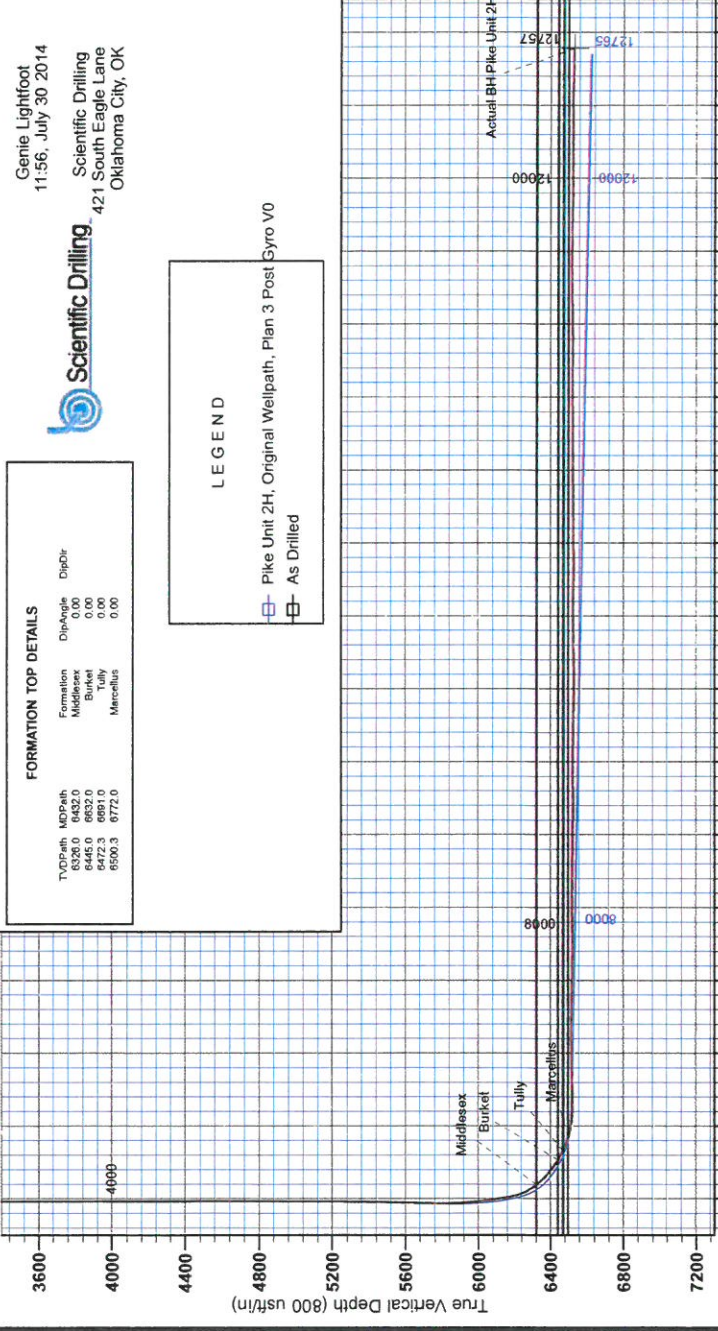 Genie Lightfoot
11:56, July 30 2014
Scientific Drilling
Scientific Drilling
421 South Eagle Lane
Oklahoma City, OK
FORMATION TOP DETAILS
TVDPath MDPath Formation DipAngle DipDir
6326.0 6432.0 Middlesex 0.00
6445.0 6632.0 Burket 0.00
6472.3 6691.0 Tully 0.00
6500.3 6772.0 Marcellus 0.00
LEGEND
Pike Unit 2H, Original Wellpath, Plan 3 Post Gyro V0
As Drilled
True Vertical Depth (800 usft/in)
3600
4000
4400
4800
5200
5600
6000
6400
6800
7200
4000
Middlesex
Burket
Tully
Marcellus
8000
8000
12000
12000
Actual BH Pike Unit 2H
12757
12765